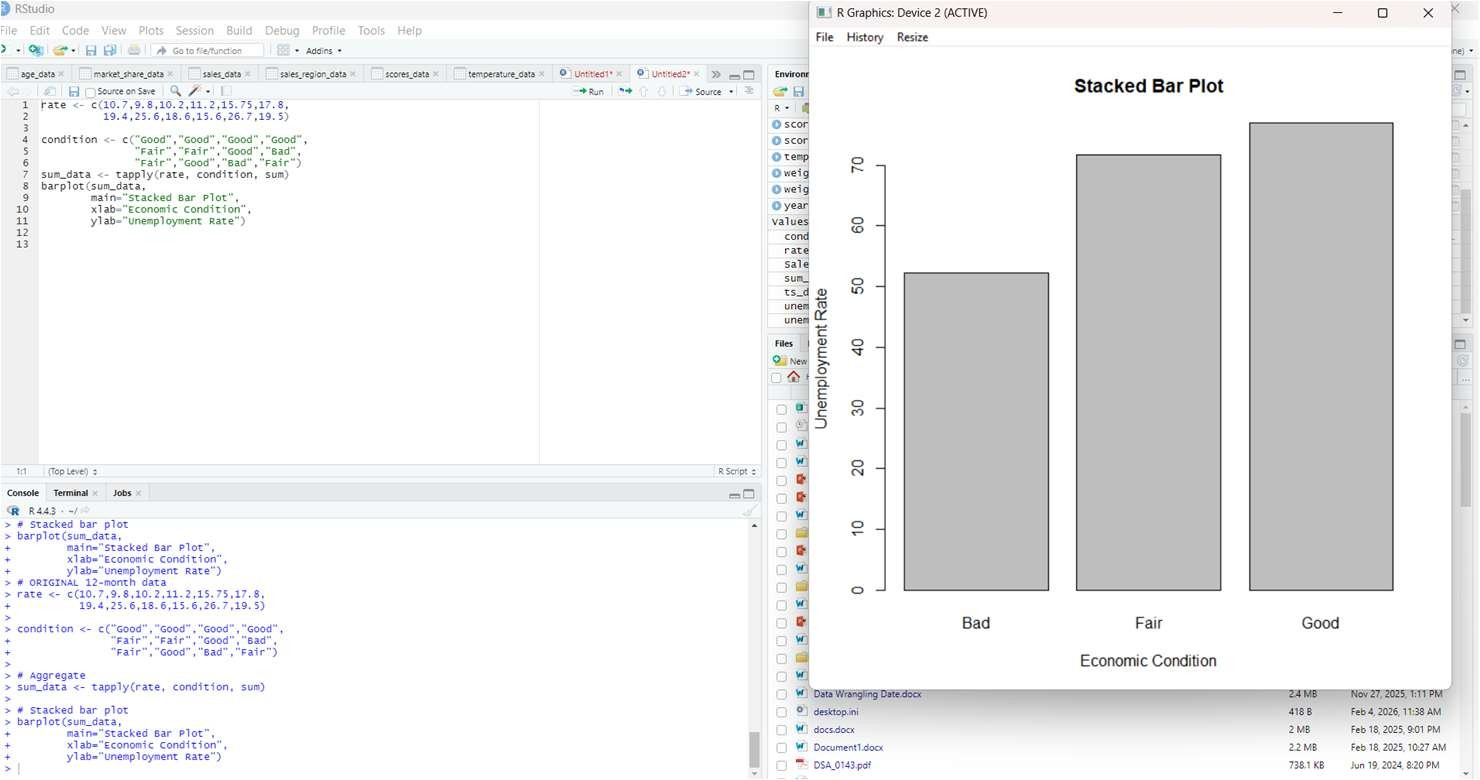 RStudio
File Edit Code View Plots Session Build Debug Profile Tools Help
Go to file/function Addins
age_data market_share_data sales_data sales_region_data scores_data temperature_data Untitled1* Untitled2*
Source on Save Run Source
1 rate <- c(10.7,9.8,10.2,11.2,15.75,17.8,
2 19.4,25.6,18.6,15.6,26.7,19.5)
3
4 condition <- c("Good","Good","Good","Good",
5 "Fair","Fair","Good","Bad",
6 "Fair","Good","Bad","Fair")
7 sum_data <- tapply(rate, condition, sum)
8 barplot(sum_data,
9 main="Stacked Bar Plot",
10 xlab="Economic Condition",
11 ylab="Unemployment Rate")
12
13
1:1 (Top Level) R Script
Console Terminal Jobs
R 4.4.3 · ~/
> # Stacked bar plot
> barplot(sum_data,
+ main="Stacked Bar Plot",
+ xlab="Economic Condition",
+ ylab="Unemployment Rate")
> # ORIGINAL 12-month data
> rate <- c(10.7,9.8,10.2,11.2,15.75,17.8,
+ 19.4,25.6,18.6,15.6,26.7,19.5)
>
> condition <- c("Good","Good","Good","Good",
+ "Fair","Fair","Good","Bad",
+ "Fair","Good","Bad","Fair")
>
> # Aggregate
> sum_data <- tapply(rate, condition, sum)
>
> # Stacked bar plot
> barplot(sum_data,
+ main="Stacked Bar Plot",
+ xlab="Economic Condition",
+ ylab="Unemployment Rate")
>
Environ
R
scor
scor
temp
weig
weig
year
Values
cond
rate
Sale
sum_
ts_d
unem
unem
Files
New
R Graphics: Device 2 (ACTIVE)
File History Resize
Stacked Bar Plot
Unemployment Rate
70
60
50
40
30
20
10
0
Bad Fair Good
Economic Condition
Data Wrangling Date.docx 2.4 MB Nov 27, 2025, 1:11 PM
desktop.ini 418 B Feb 4, 2026, 11:38 AM
docs.docx 2 MB Feb 18, 2025, 9:01 PM
Document1.docx 2.2 MB Feb 18, 2025, 10:27 AM
DSA_0143.pdf 738.1 KB Jun 19, 2024, 8:20 PM